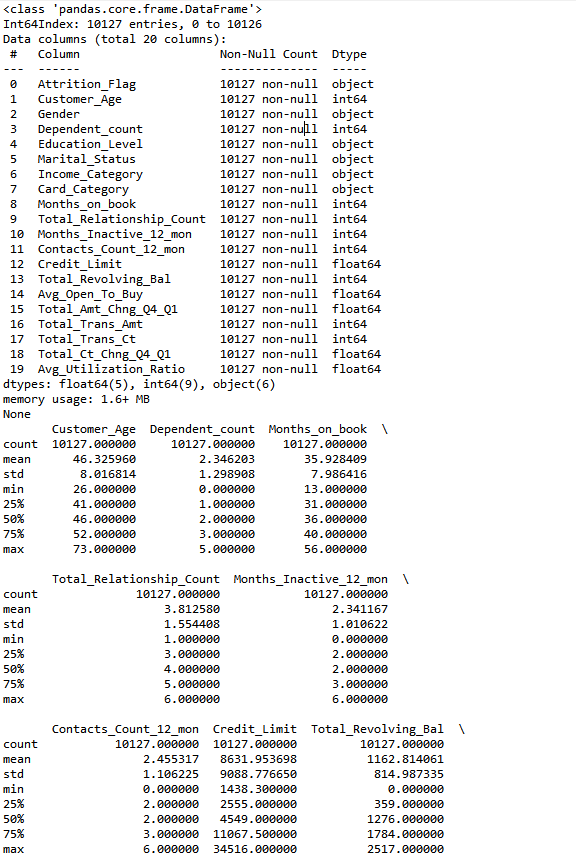 <class 'pandas.core.frame.DataFrame'>
Int64Index: 10127 entries, 0 to 10126
Data columns (total 20 columns):
 #   Column                    Non-Null Count  Dtype
---  ------                    --------------  -----
 0   Attrition_Flag            10127 non-null  object
 1   Customer_Age              10127 non-null  int64
 2   Gender                    10127 non-null  object
 3   Dependent_count           10127 non-null  int64
 4   Education_Level           10127 non-null  object
 5   Marital_Status            10127 non-null  object
 6   Income_Category           10127 non-null  object
 7   Card_Category             10127 non-null  object
 8   Months_on_book            10127 non-null  int64
 9   Total_Relationship_Count  10127 non-null  int64
 10  Months_Inactive_12_mon    10127 non-null  int64
 11  Contacts_Count_12_mon     10127 non-null  int64
 12  Credit_Limit              10127 non-null  float64
 13  Total_Revolving_Bal       10127 non-null  int64
 14  Avg_Open_To_Buy           10127 non-null  float64
 15  Total_Amt_Chng_Q4_Q1      10127 non-null  float64
 16  Total_Trans_Amt           10127 non-null  int64
 17  Total_Trans_Ct            10127 non-null  int64
 18  Total_Ct_Chng_Q4_Q1       10127 non-null  float64
 19  Avg_Utilization_Ratio     10127 non-null  float64
dtypes: float64(5), int64(9), object(6)
memory usage: 1.6+ MB
None
       Customer_Age  Dependent_count  Months_on_book  \
count  10127.000000     10127.000000    10127.000000
mean      46.325960         2.346203       35.928409
std        8.016814         1.298908        7.986416
min       26.000000         0.000000       13.000000
25%       41.000000         1.000000       31.000000
50%       46.000000         2.000000       36.000000
75%       52.000000         3.000000       40.000000
max       73.000000         5.000000       56.000000
       Total_Relationship_Count  Months_Inactive_12_mon  \
count              10127.000000            10127.000000
mean                   3.812580                2.341167
std                    1.554408                1.010622
min                    1.000000                0.000000
25%                    3.000000                2.000000
50%                    4.000000                2.000000
75%                    5.000000                3.000000
max                    6.000000                6.000000
       Contacts_Count_12_mon  Credit_Limit  Total_Revolving_Bal  \
count           10127.000000  10127.000000         10127.000000
mean                2.455317   8631.953698          1162.814061
std                 1.106225   9088.776650           814.987335
min                 0.000000   1438.300000             0.000000
25%                 2.000000   2555.000000           359.000000
50%                 2.000000   4549.000000          1276.000000
75%                 3.000000  11067.500000          1784.000000
max                 6.000000  34516.000000          2517.000000